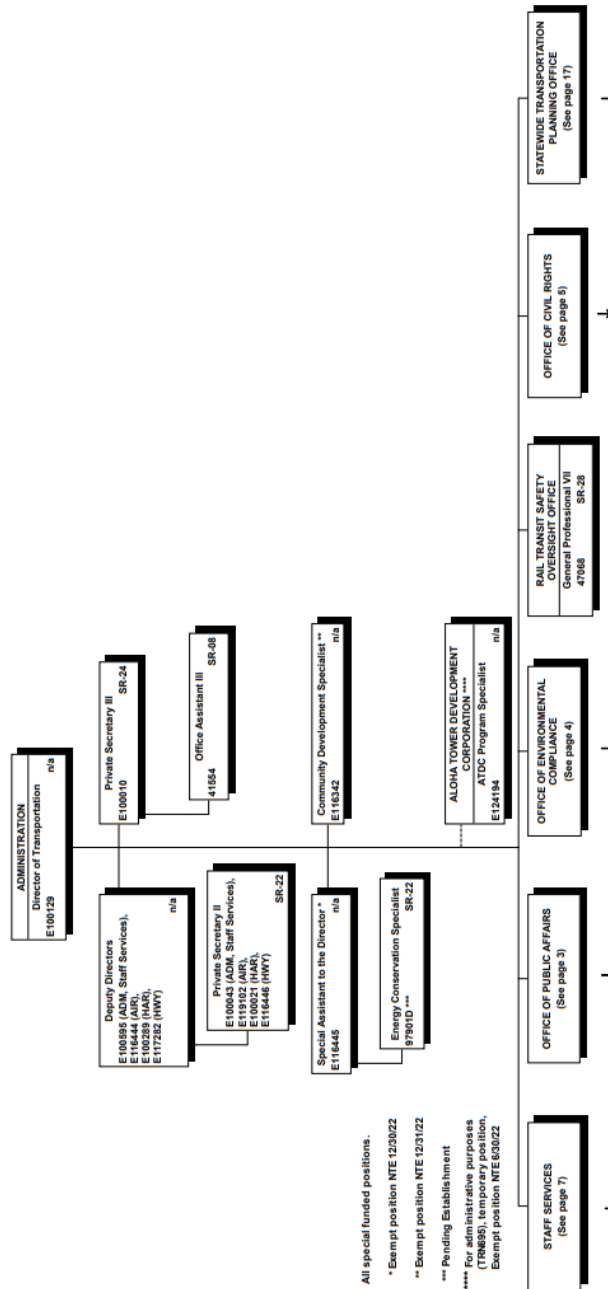 ADMINISTRATION
Director of Transportation
E100129 n/a
Private Secretary III
E100010 SR-24
Office Assistant III
41554 SR-08
Deputy Directors
E100595 (ADM, Staff Services),
E116444 (AIR),
E100289 (HAR),
E117282 (HWY) n/a
Private Secretary II
E100043 (ADM, Staff Services),
E119102 (AIR),
E100021 (HAR),
E116446 (HWY) SR-22
Special Assistant to the Director *
E116445 n/a
Energy Conservation Specialist
97901D *** SR-22
Community Development Specialist **
E116342 n/a
ALOHA TOWER DEVELOPMENT
CORPORATION ****
ATDC Program Specialist
E124194 n/a
All special funded positions.
* Exempt position NTE 12/30/22
** Exempt position NTE 12/31/22
*** Pending Establishment
**** For administrative purposes
(TRN695), temporary position,
Exempt position NTE 6/30/22
STAFF SERVICES
(See page 7)
OFFICE OF PUBLIC AFFAIRS
(See page 3)
OFFICE OF ENVIRONMENTAL
COMPLIANCE
(See page 4)
RAIL TRANSIT SAFETY
OVERSIGHT OFFICE
General Professional VII
47068 SR-28
OFFICE OF CIVIL RIGHTS
(See page 5)
STATEWIDE TRANSPORTATION
PLANNING OFFICE
(See page 17)